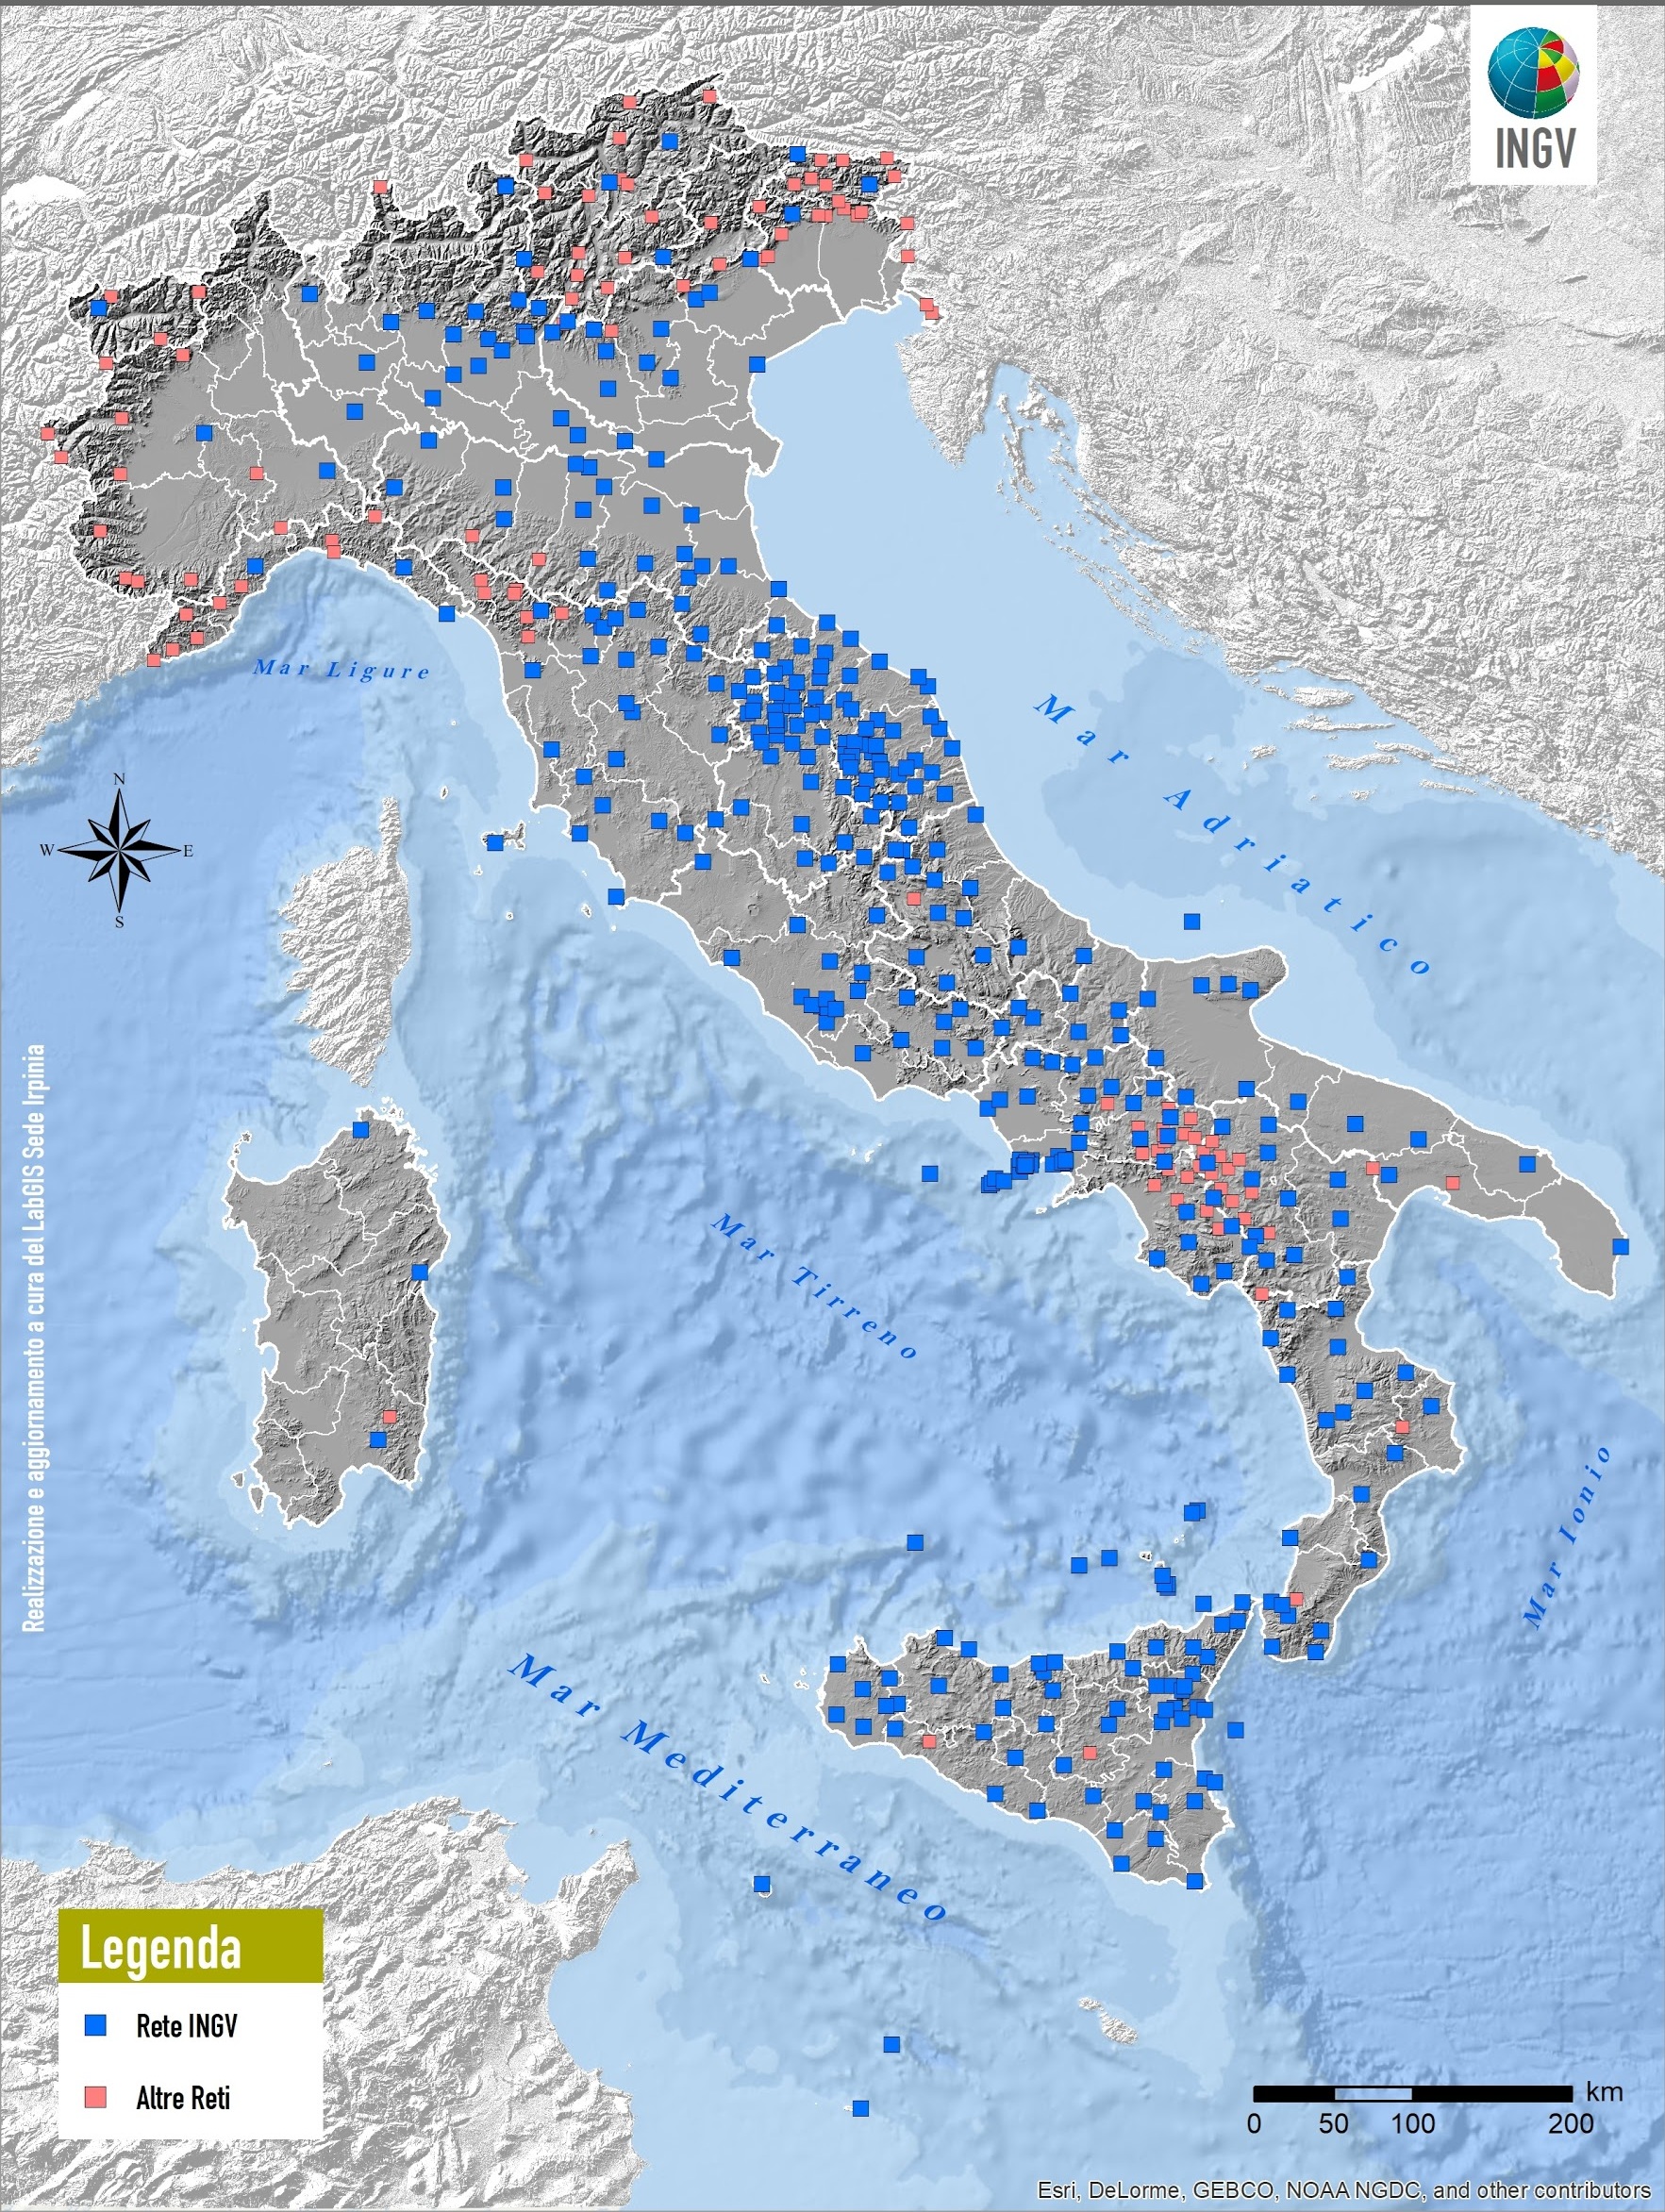 INGV
Mar Ligure
Mar Adriatico
N
W
E
S
Realizzazione e aggiornamento a cura del LabGIS Sede Irpinia
Mar Tirreno
Mar Ionio
Mar Mediterraneo
Legenda
Rete INGV
Altre Reti
km
0 50 100 200
Esri, DeLorme, GEBCO, NOAA NGDC, and other contributors